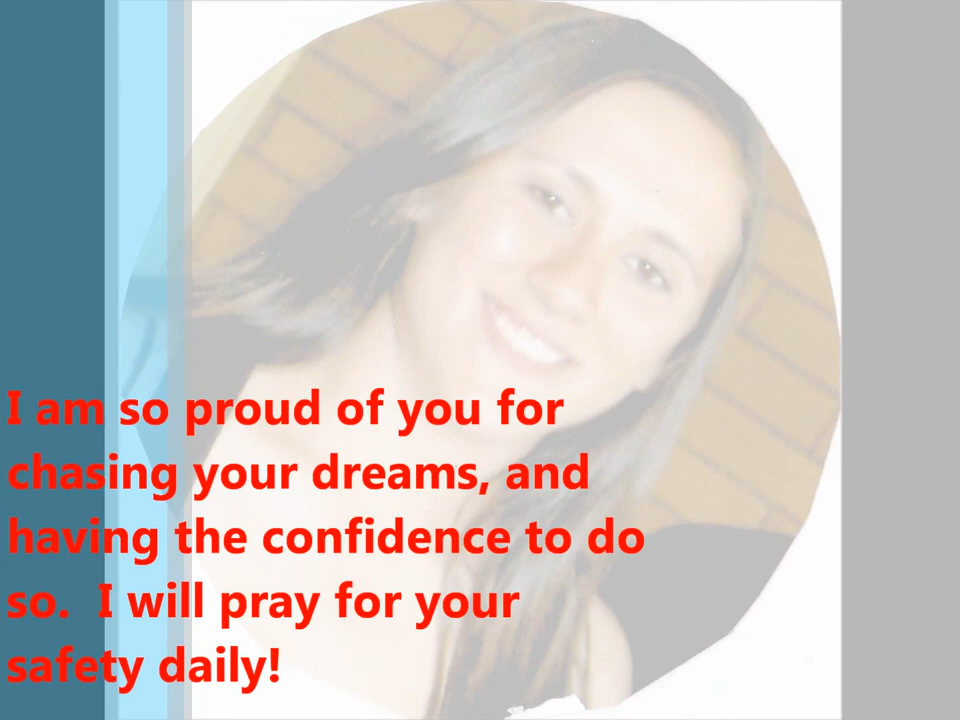 I am so proud of you for
chasing your dreams, and
having the confidence to do
so.  I will pray for your
safety daily!